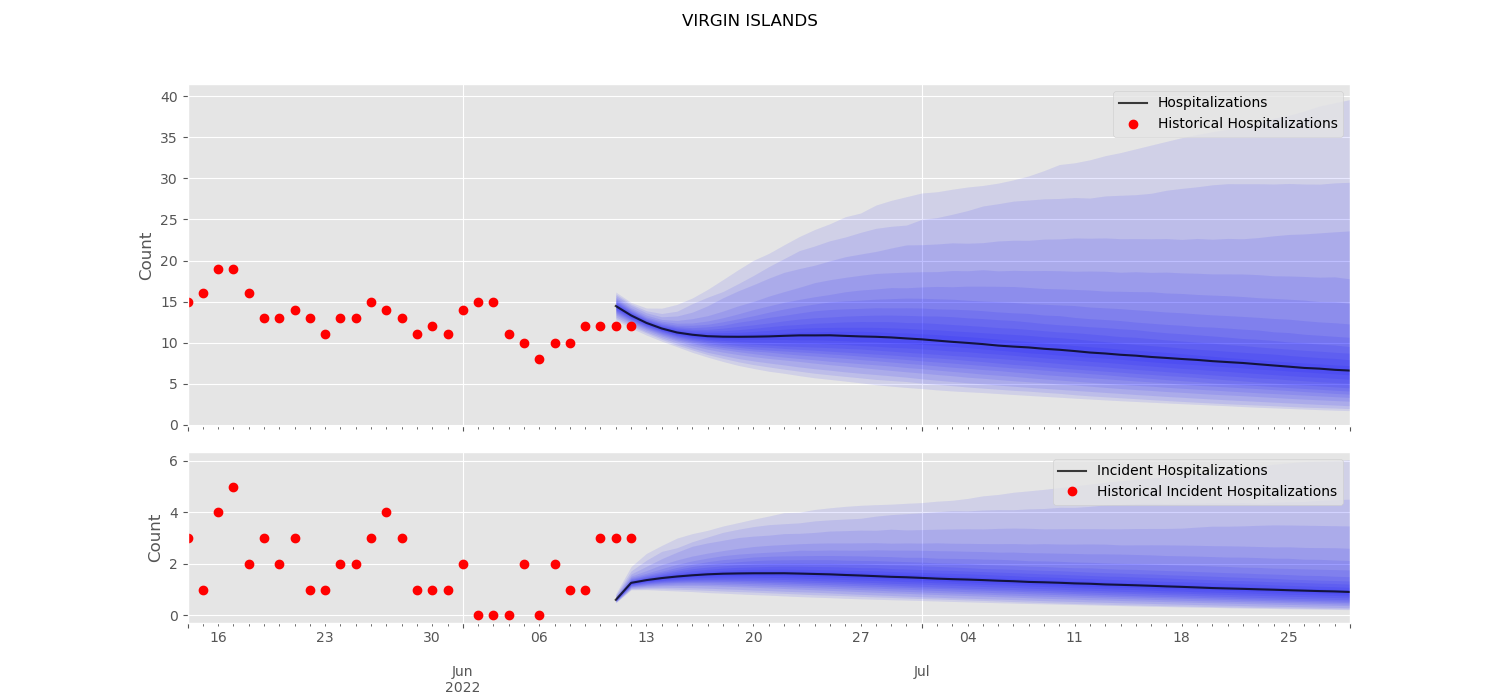 VIRGIN ISLANDS
40
35
30
25
20
15
10
5
0
Count
Hospitalizations
Historical Hospitalizations
6
4
2
0
Count
Incident Hospitalizations
Historical Incident Hospitalizations
16 23 30 06 13 20 27 04 11 18 25
Jun Jul
2022